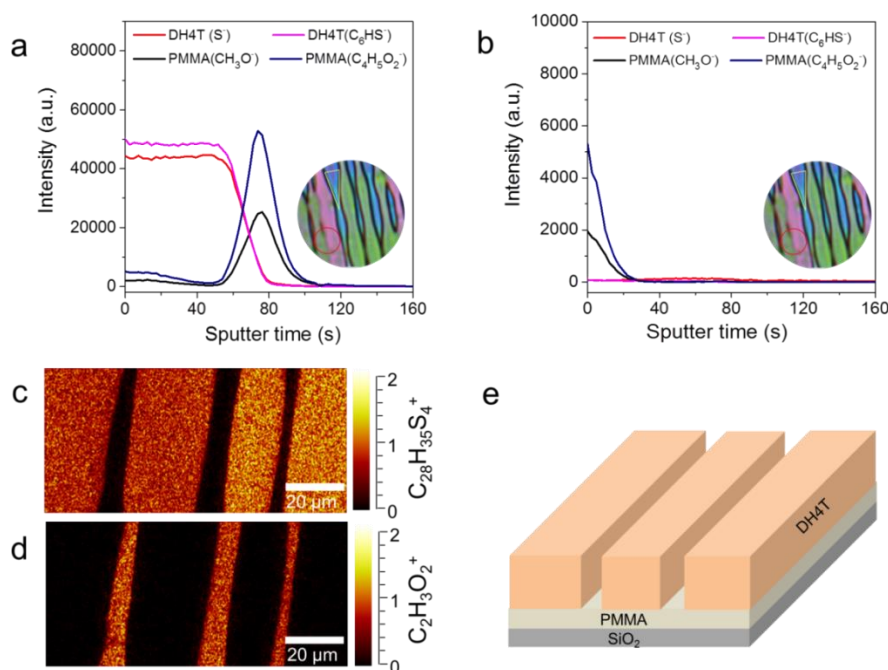 a
DH4T (S⁻) DH4T(C₆HS⁻)
PMMA(CH₃O⁻) PMMA(C₄H₅O₂⁻)
80000
60000
40000
20000
0
Intensity (a.u.)
0 40 80 120 160
Sputter time (s)
b
DH4T (S⁻) DH4T(C₆HS⁻)
PMMA(CH₃O⁻) PMMA(C₄H₅O₂⁻)
10000
8000
6000
4000
2000
0
Intensity (a.u.)
0 40 80 120 160
Sputter time (s)
c
20 µm
2
1
0
C₂₈H₃₅S₄⁺
d
20 µm
2
1
0
C₂H₃O₂⁺
e
DH4T
PMMA
SiO₂